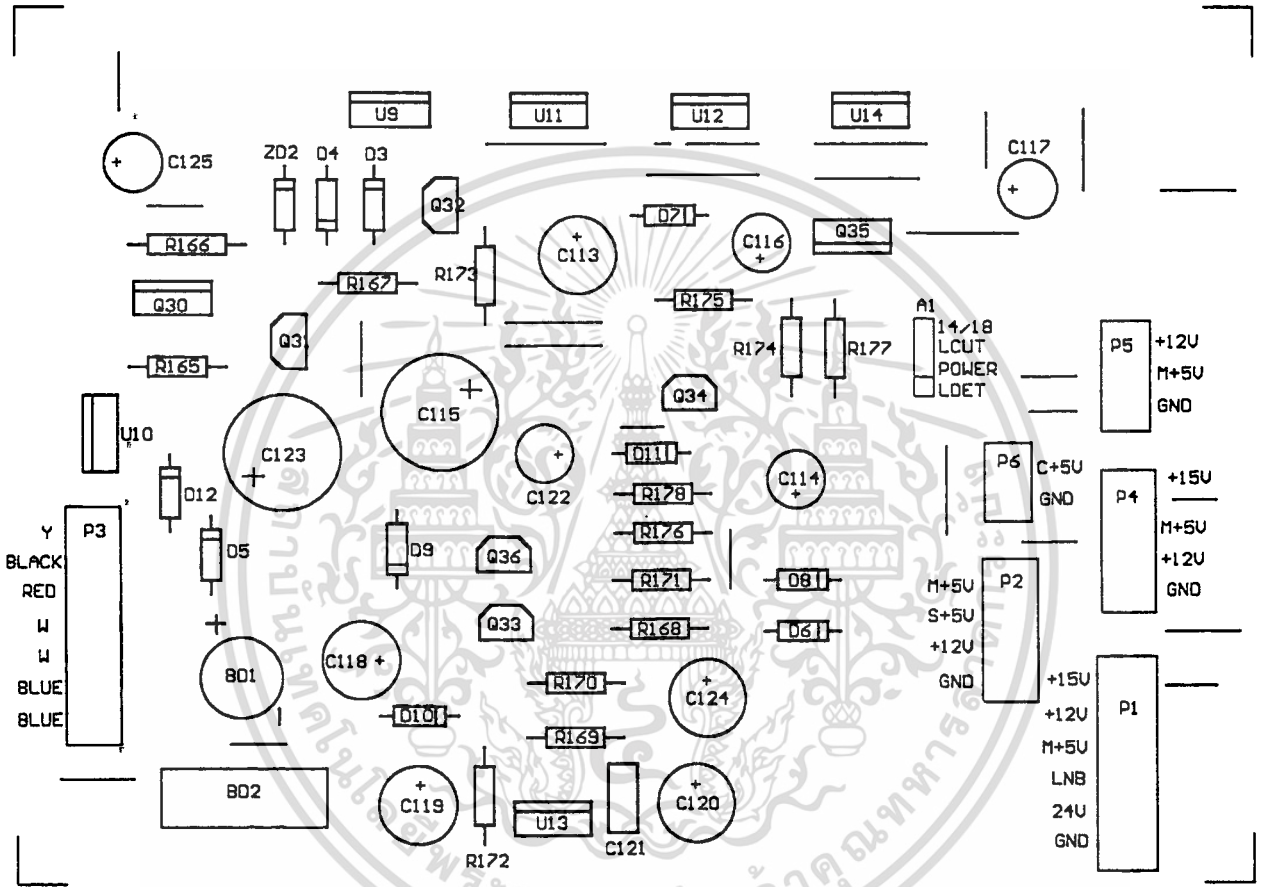 U9
U11
U12
U14
C125
ZD2
D4
D3
C117
Q32
D7
Q35
C116
C113
R166
R173
R167
R175
Q30
A1
Q31
14/18
LCUT
POWER
LDET
R174
R177
P5
+12V
M+5V
GND
R165
C115
Q34
U10
C123
D11
C122
C114
P6
C+5V
GND
P4
+15V
M+5V
+12V
GND
D12
R178
P3
Y
BLACK
RED
W
W
BLUE
BLUE
D5
D9
R176
Q36
R171
D8
P2
M+5V
S+5V
+12V
GND
Q33
R168
D6
C118
BD1
R170
C124
P1
+15V
+12V
M+5V
LNB
24V
GND
D10
R169
BD2
C119
R172
U13
C121
C120